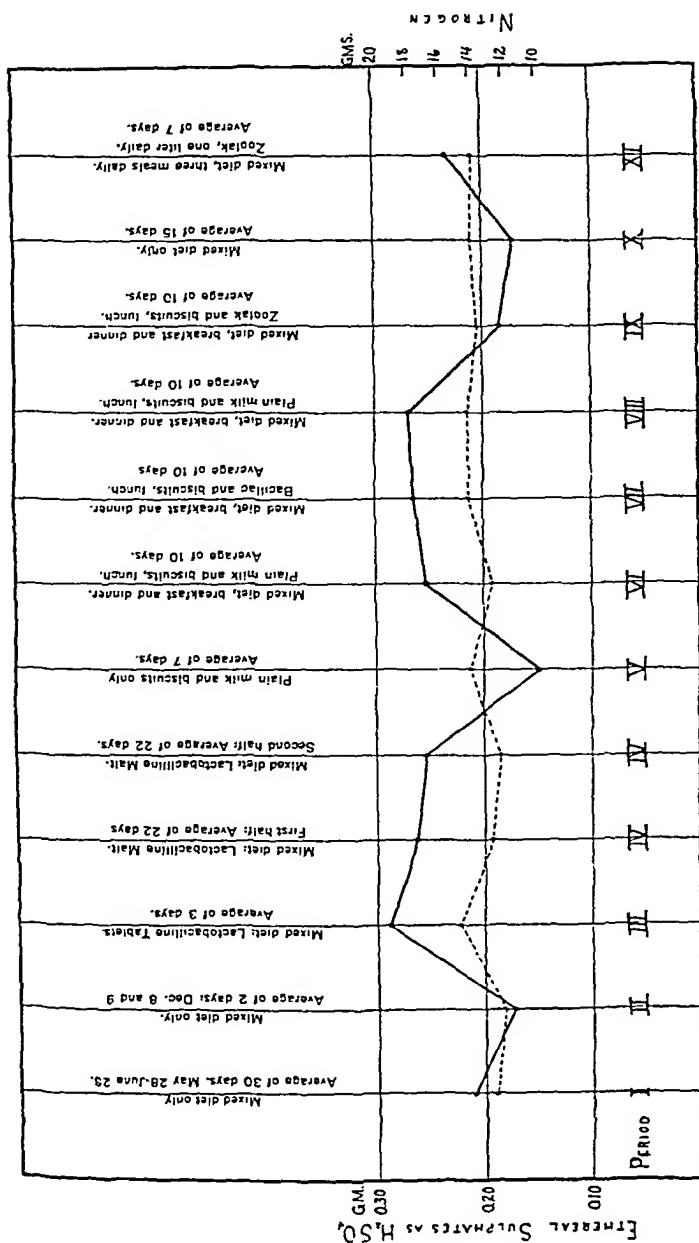 ETHEREAL SULPHATES AS H₂SO₄
G.M.
0.30
0.20
0.10
NITROGEN
GMS.
20
18
16
14
12
10
Mixed diet only
Average of 30 days. May 28-June 23.
Mixed diet only.
Average of 2 days: Dec. 8 and 9
Mixed diet: Lactobacilline Tablets
Average of 3 days.
Mixed diet: Lactobacilline Malt.
First half: Average of 22 days
Mixed diet: Lactobacilline Malt.
Second half: Average of 22 days.
Plain milk and biscuits only
Average of 7 days.
Mixed diet, breakfast and dinner.
Plain milk and biscuits, lunch.
Average of 10 days.
Mixed diet, breakfast and dinner.
Bacillac and biscuits, lunch.
Average of 10 days
Mixed diet, breakfast and dinner.
Plain milk and biscuits, lunch.
Average of 10 days.
Mixed diet, breakfast and dinner
Zoolak and biscuits, lunch.
Average of 10 days.
Mixed diet only.
Average of 15 days.
Mixed diet, three meals daily.
Zoolak, one liter daily.
Average of 7 days.
PERIOD
I
II
III
IV
IV
V
VI
VII
VIII
IX
X
XII